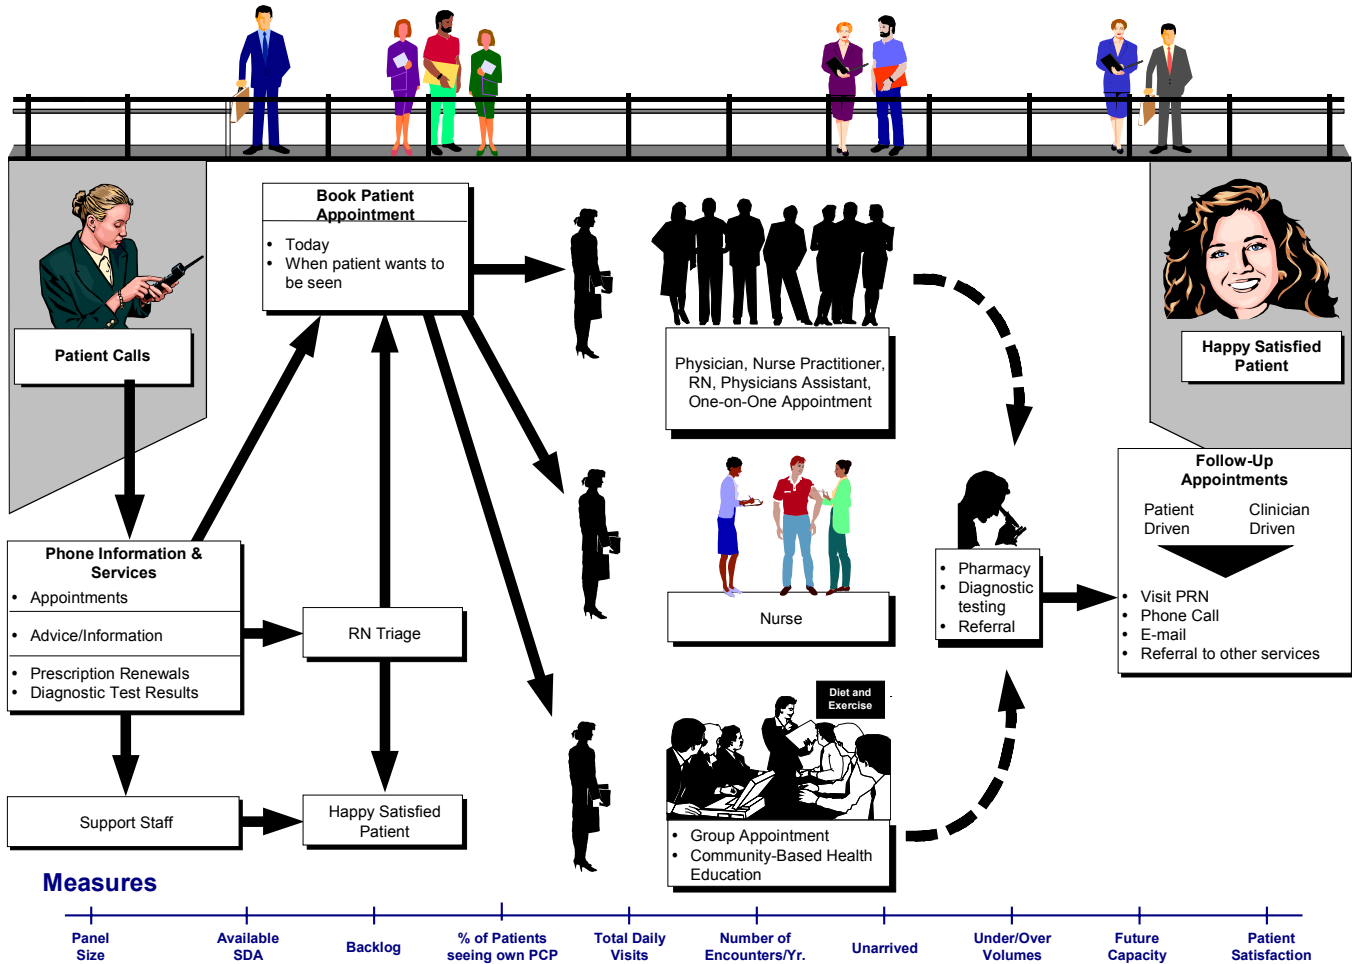 Book Patient
Appointment
• Today
• When patient wants to
be seen
Patient Calls
Physician, Nurse Practitioner,
RN, Physicians Assistant,
One-on-One Appointment
Happy Satisfied
Patient
Follow-Up
Appointments
Patient
Driven
Clinician
Driven
• Visit PRN
• Phone Call
• E-mail
• Referral to other services
Phone Information &
Services
• Appointments
• Advice/Information
• Prescription Renewals
• Diagnostic Test Results
RN Triage
Nurse
• Pharmacy
• Diagnostic
testing
• Referral
Diet and
Exercise
Support Staff
Happy Satisfied
Patient
• Group Appointment
• Community-Based Health
Education
Measures
Panel
Size
Available
SDA
Backlog
% of Patients
seeing own PCP
Total Daily
Visits
Number of
Encounters/Yr.
Unarrived
Under/Over
Volumes
Future
Capacity
Patient
Satisfaction